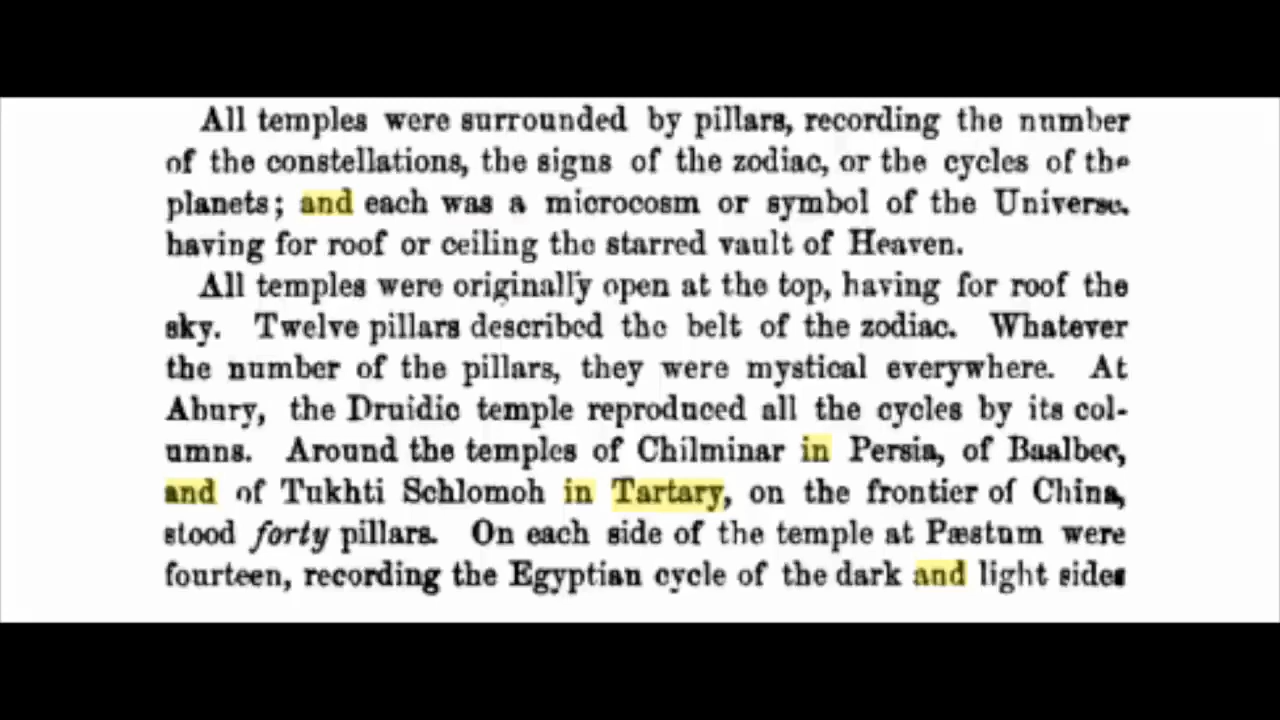 All temples were surrounded by pillars, recording the number
of the constellations, the signs of the zodiac, or the cycles of the
planets; and each was a microcosm or symbol of the Universe.
having for roof or ceiling the starred vault of Heaven.
All temples were originally open at the top, having for roof the
sky. Twelve pillars described the belt of the zodiac. Whatever
the number of the pillars, they were mystical everywhere. At
Abury, the Druidic temple reproduced all the cycles by its col-
umns. Around the temples of Chilminar in Persia, of Baalbec,
and of Tukhti Schlomoh in Tartary, on the frontier of China,
stood forty pillars. On each side of the temple at Pæstum were
fourteen, recording the Egyptian cycle of the dark and light sides